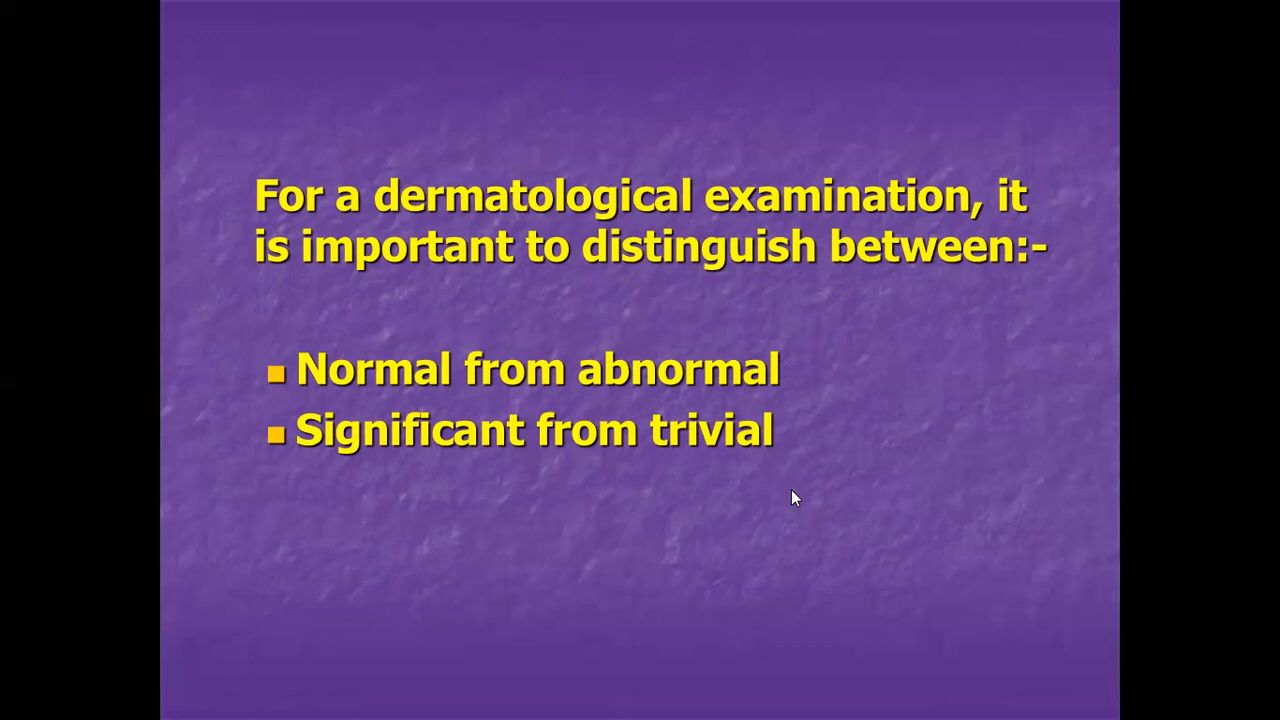 For a dermatological examination, it
is important to distinguish between:-
Normal from abnormal
Significant from trivial